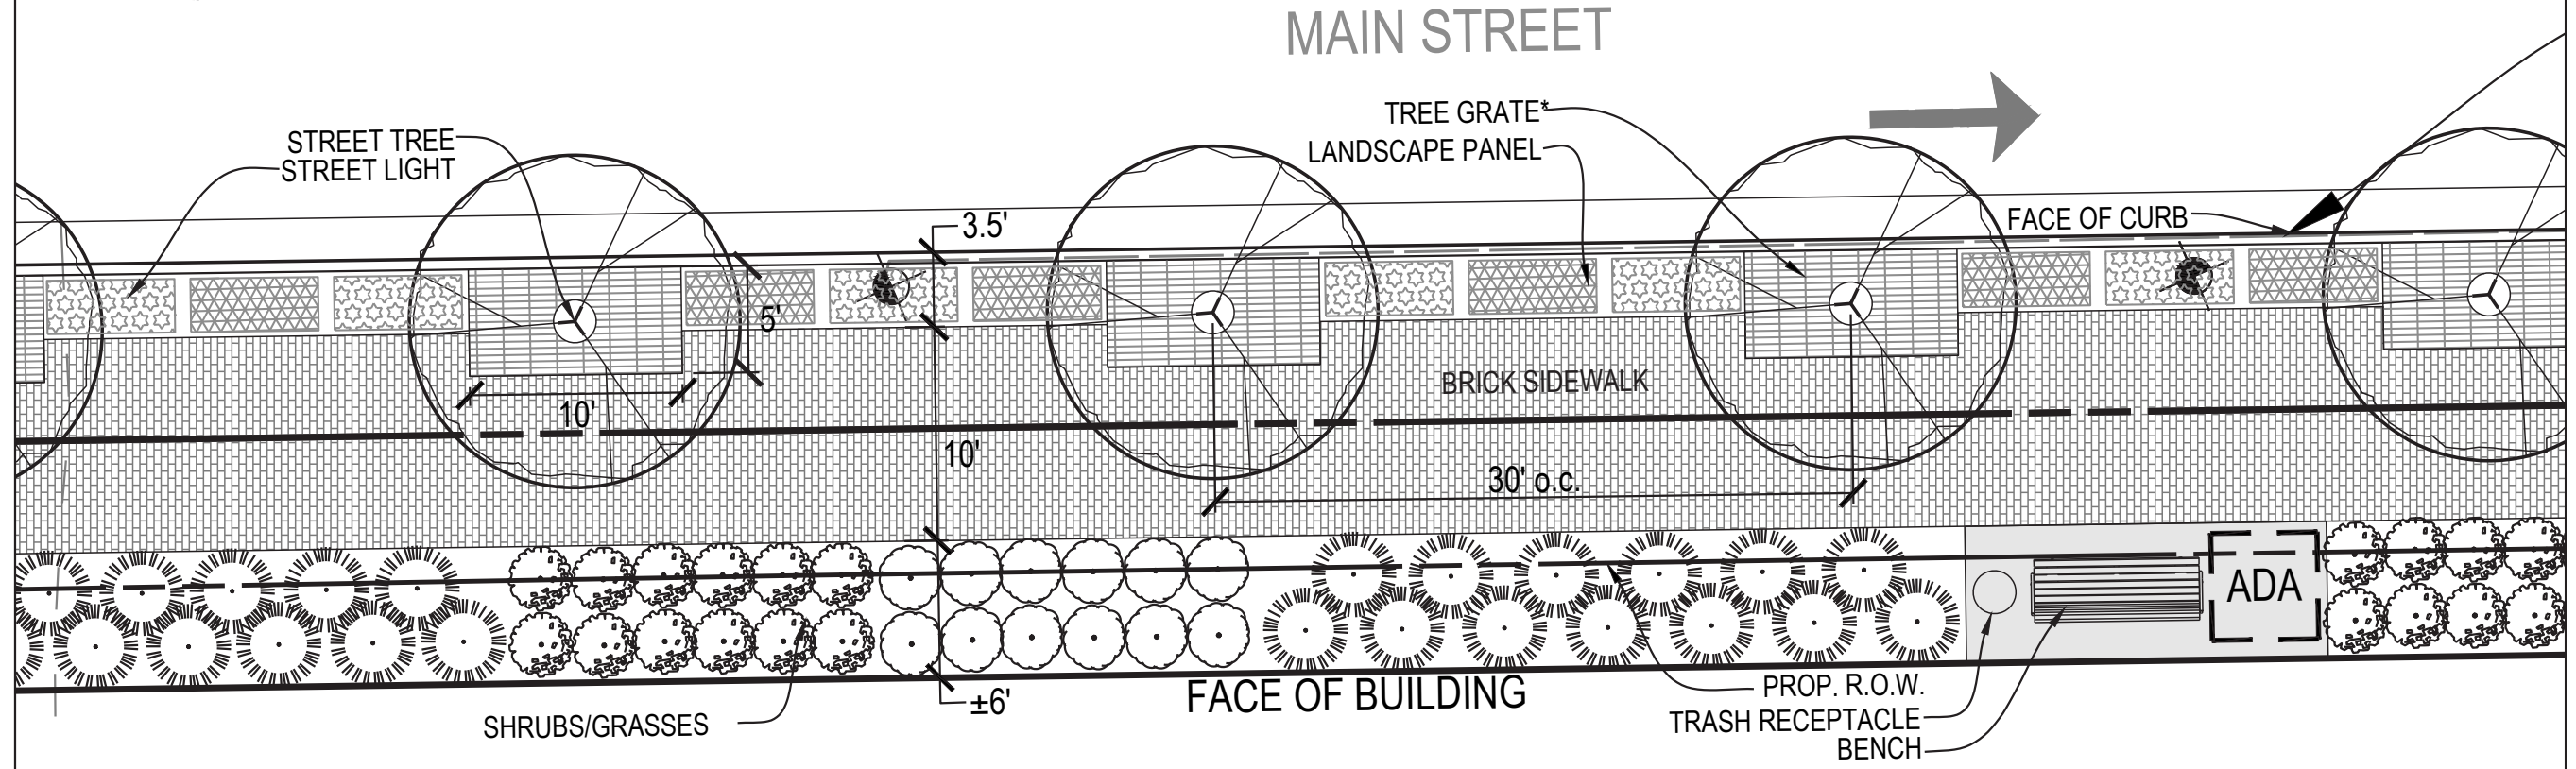 MAIN STREET
TREE GRATE*
STREET TREE
LANDSCAPE PANEL
STREET LIGHT
3.5'
FACE OF CURB
5'
BRICK SIDEWALK
10'
10'
30' o.c.
ADA
PROP. R.O.W.
FACE OF BUILDING
±6'
TRASH RECEPTACLE
SHRUBS/GRASSES
BENCH